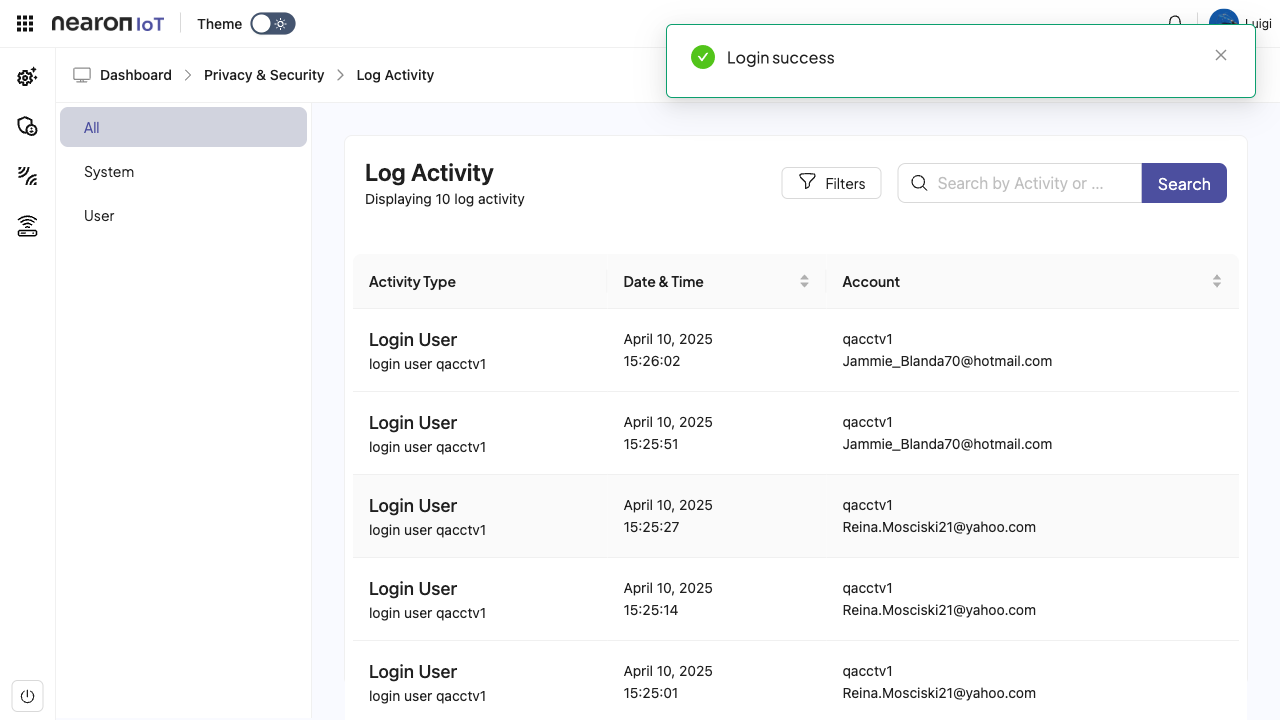 nearon IoT
Theme
Luigi
Login success
Dashboard
Privacy & Security
Log Activity
All
System
User
Log Activity
Displaying 10 log activity
Filters
Search by Activity or ...
Search
Activity Type
Date & Time
Account
Login User
login user qacctv1
April 10, 2025
15:26:02
qacctv1
Jammie_Blanda70@hotmail.com
Login User
login user qacctv1
April 10, 2025
15:25:51
qacctv1
Jammie_Blanda70@hotmail.com
Login User
login user qacctv1
April 10, 2025
15:25:27
qacctv1
Reina.Mosciski21@yahoo.com
Login User
login user qacctv1
April 10, 2025
15:25:14
qacctv1
Reina.Mosciski21@yahoo.com
Login User
login user qacctv1
April 10, 2025
15:25:01
qacctv1
Reina.Mosciski21@yahoo.com